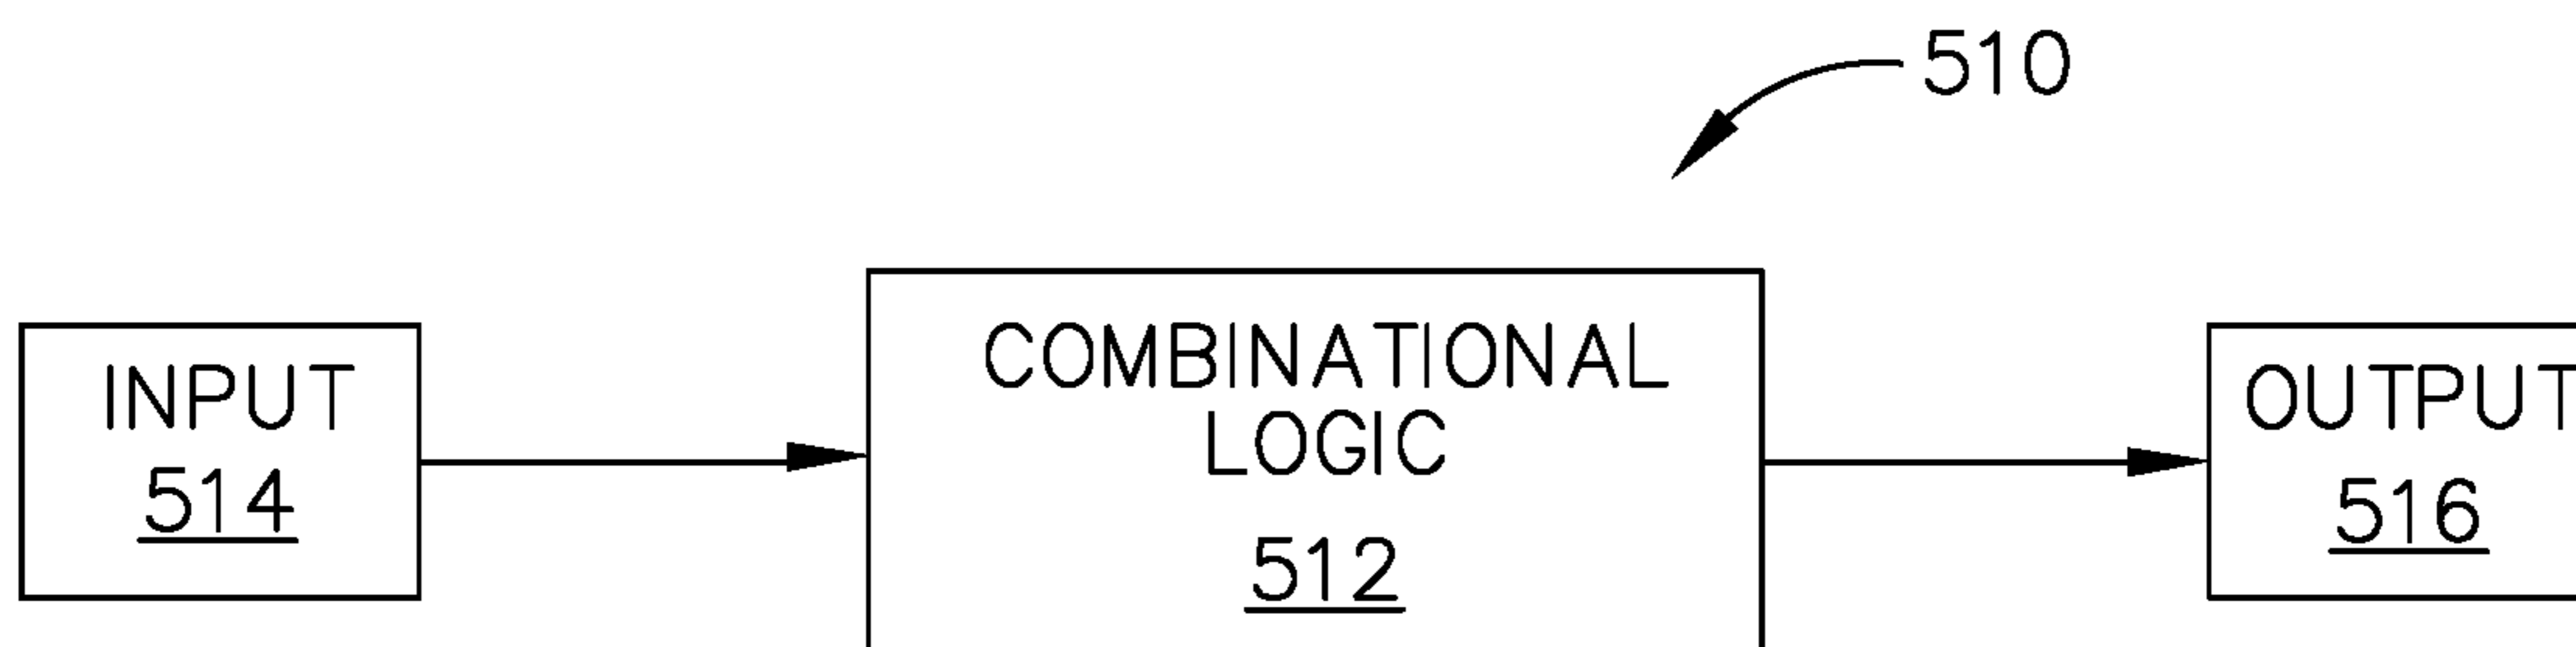 510
INPUT
514
COMBINATIONAL
LOGIC
512
OUTPUT
516